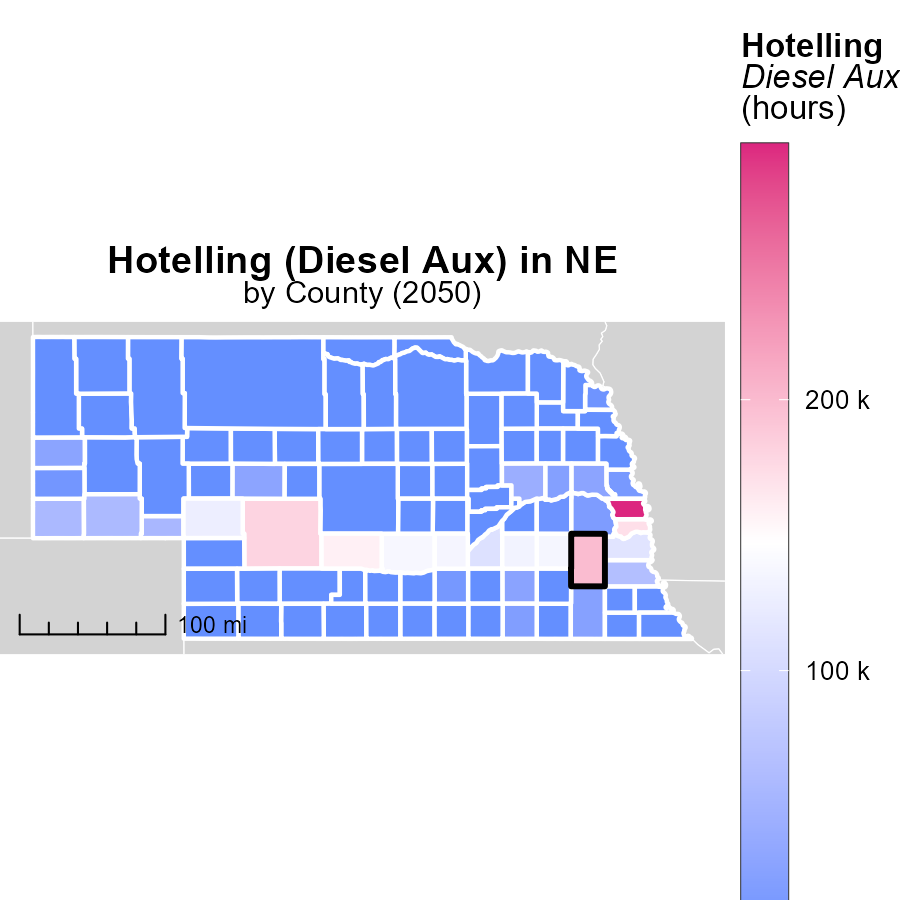 Hotelling
Diesel Aux
(hours)
Hotelling (Diesel Aux) in NE
by County (2050)
200 k
100 mi
100 k